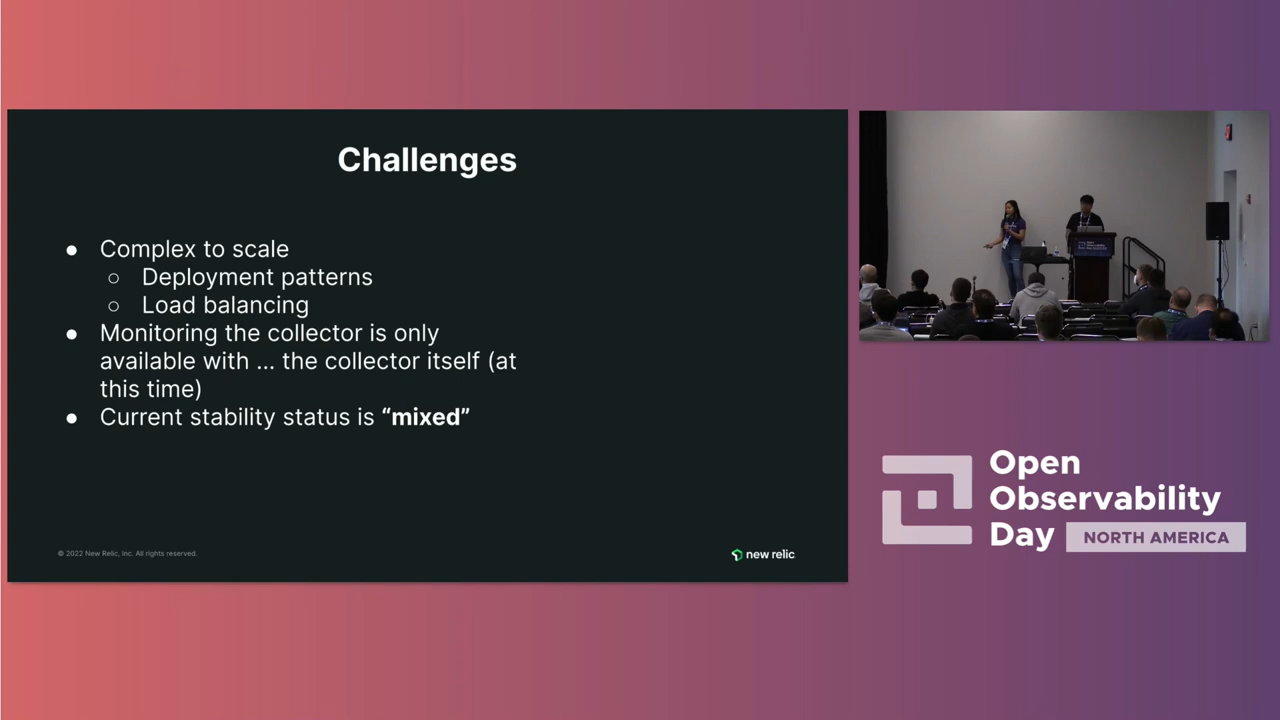 Challenges
● Complex to scale
○ Deployment patterns
○ Load balancing
● Monitoring the collector is only
available with ... the collector itself (at
this time)
● Current stability status is “mixed”
© 2022 New Relic, Inc. All rights reserved.
new relic
Open
Observability
Day NORTH AMERICA